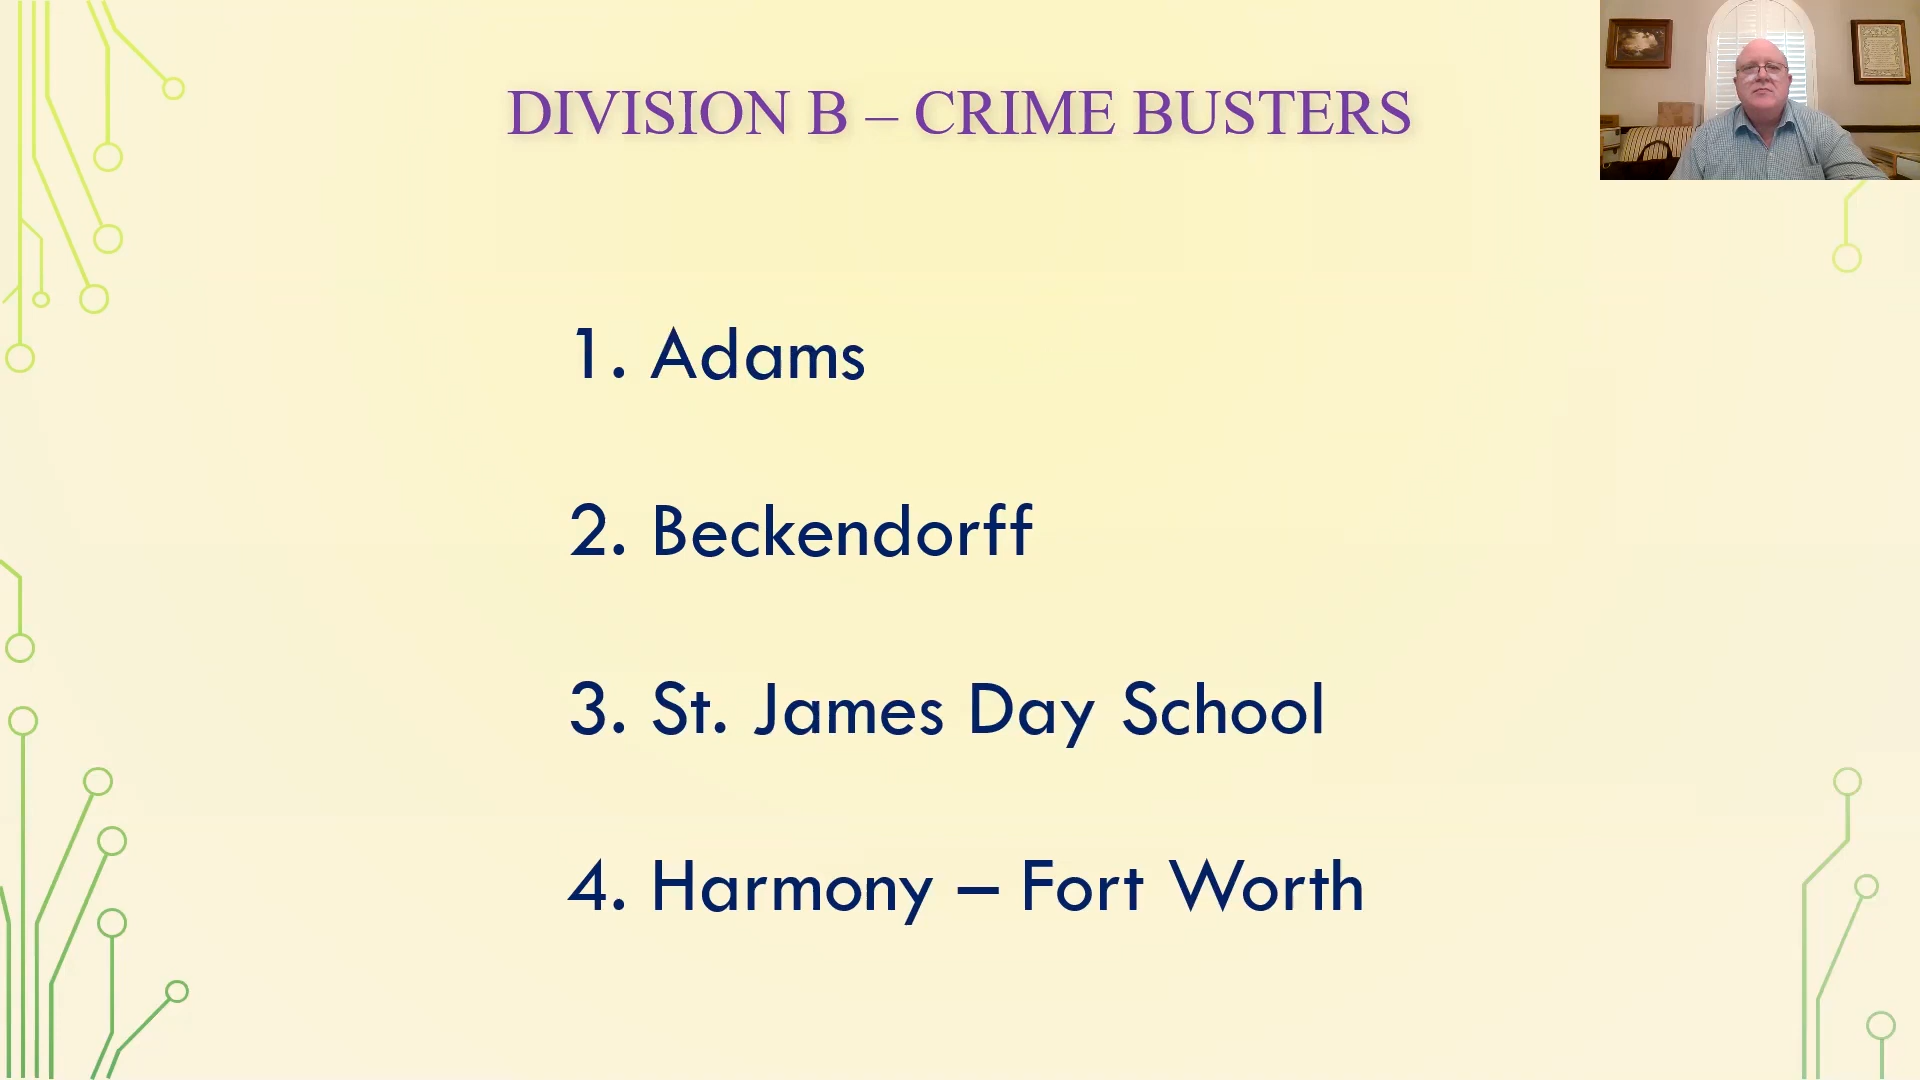 DIVISION B – CRIME BUSTERS
1. Adams
2. Beckendorff
3. St. James Day School
4. Harmony – Fort Worth